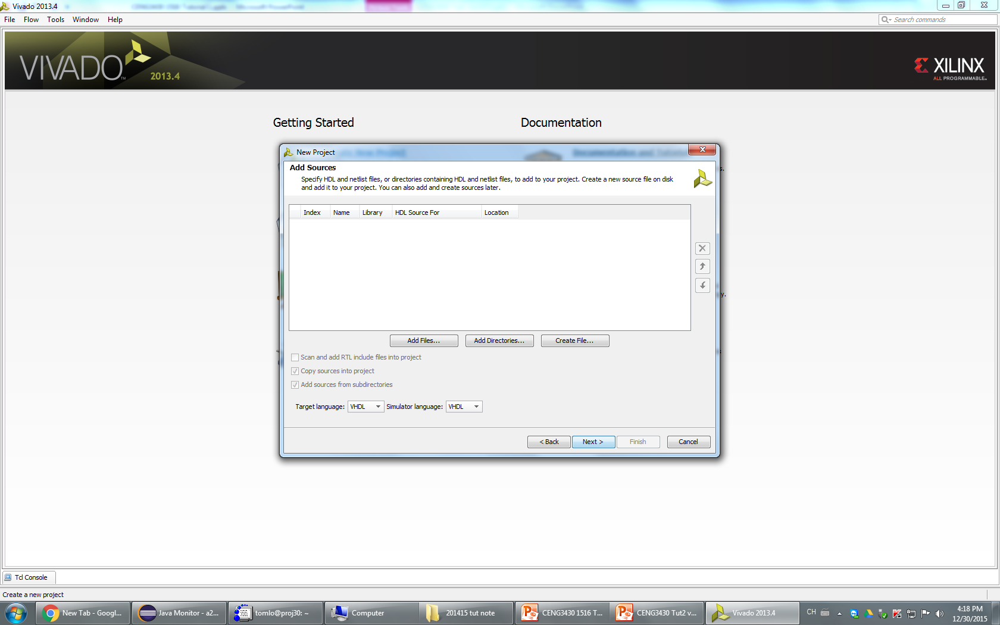 Vivado 2013.4
File Flow Tools Window Help
Search commands
VIVADO™ 2013.4
XILINX
ALL PROGRAMMABLE™
Getting Started
Documentation
New Project
Add Sources
Specify HDL and netlist files, or directories containing HDL and netlist files, to add to your project. Create a new source file on disk
and add it to your project. You can also add and create sources later.
Index Name Library HDL Source For Location
Add Files... Add Directories... Create File...
Scan and add RTL include files into project
Copy sources into project
Add sources from subdirectories
Target language: VHDL Simulator language: VHDL
< Back Next > Finish Cancel
Tcl Console
Create a new project
New Tab - Googl... Java Monitor - a2... tomlo@proj30: ~ Computer 201415 tut note CENG3430 1516 T... CENG3430 Tut2 v... Vivado 2013.4 CH
4:18 PM
12/30/2015